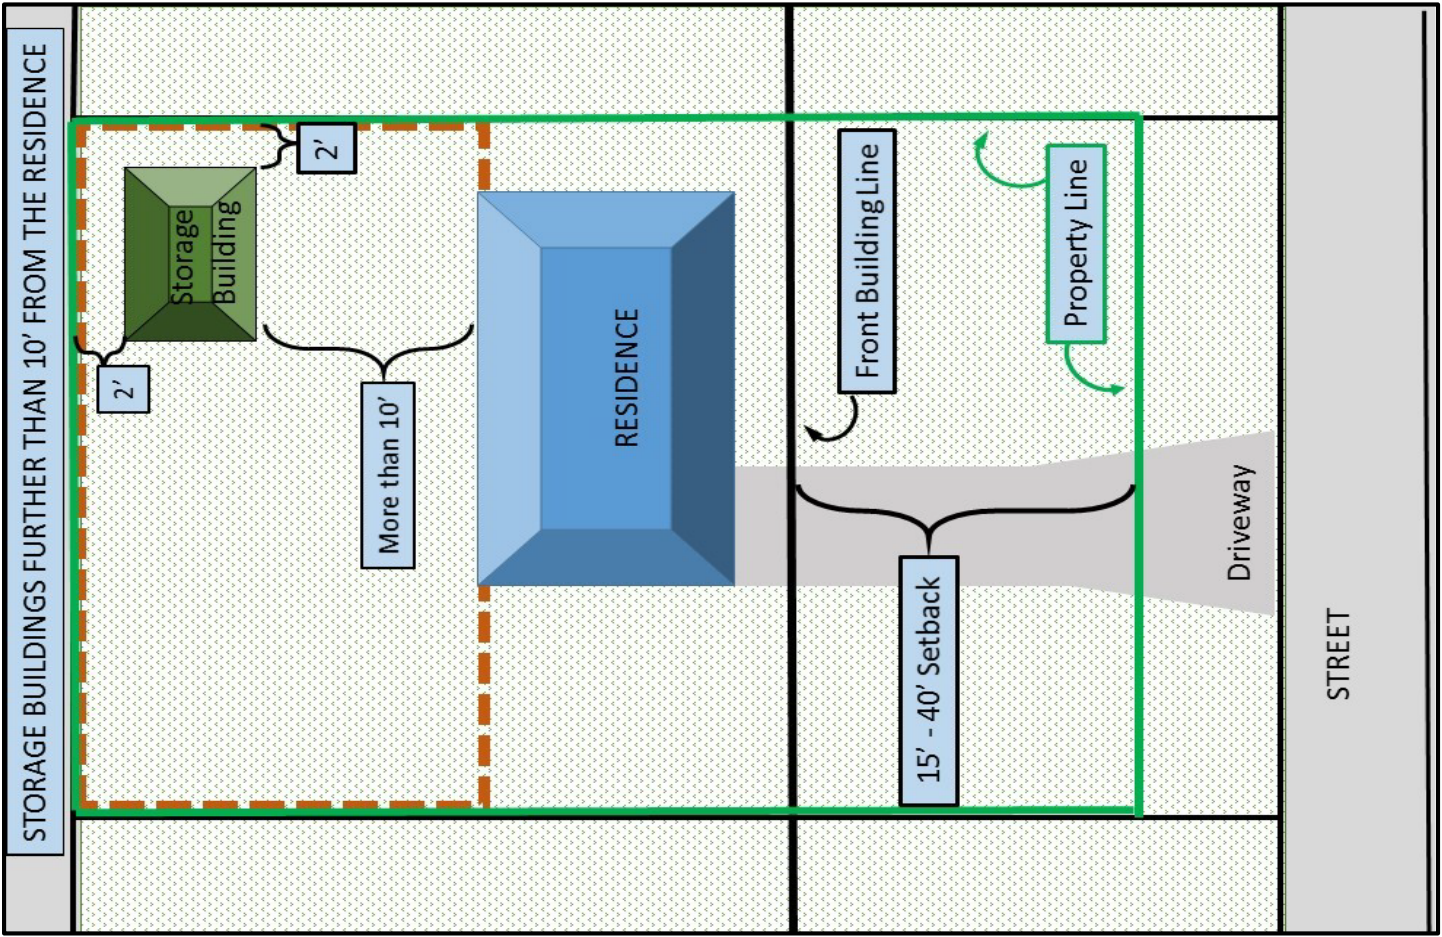 STORAGE BUILDINGS FURTHER THAN 10’ FROM THE RESIDENCE
2’
Storage
Building
2’
More than 10’
RESIDENCE
Front Building Line
Property Line
15’ - 40’ Setback
Driveway
STREET